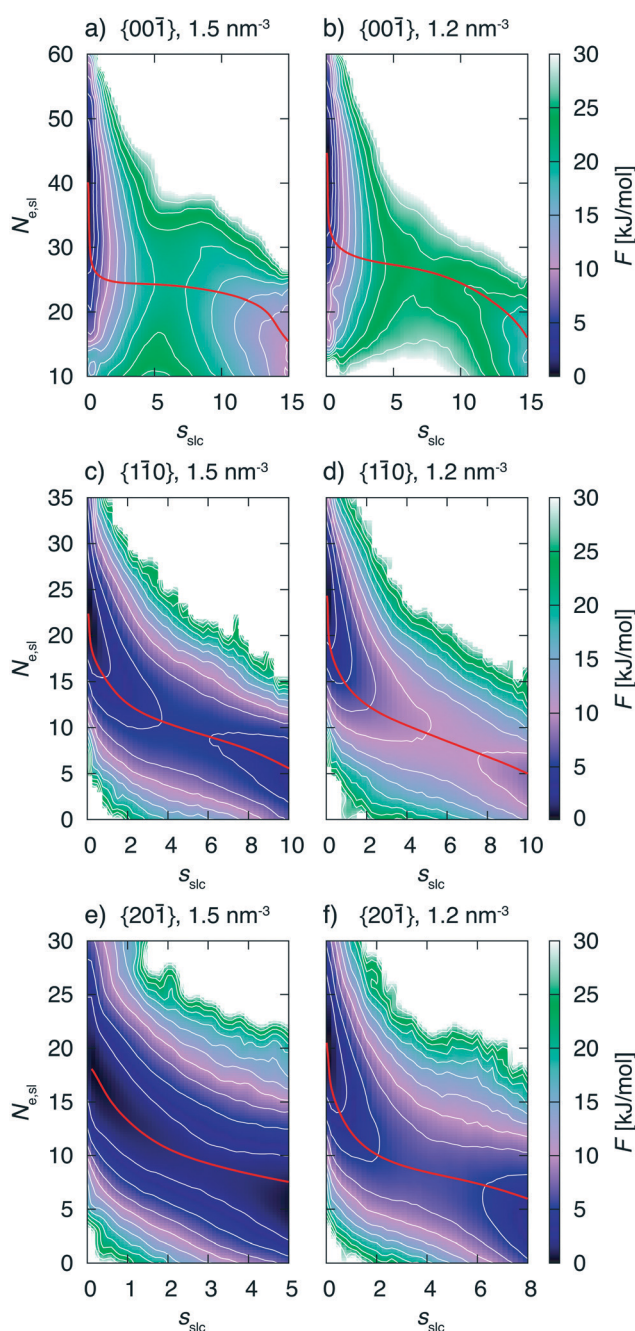 a) {001̄}, 1.5 nm⁻³
b) {001̄}, 1.2 nm⁻³
60
50
40
30
20
10
N_e,sl
0 5 10 15
0 5 10 15
s_slc
s_slc
30
25
20
15
10
5
0
F [kJ/mol]
c) {11̄0}, 1.5 nm⁻³
d) {11̄0}, 1.2 nm⁻³
35
30
25
20
15
10
5
0
N_e,sl
0 2 4 6 8 10
0 2 4 6 8 10
s_slc
s_slc
30
25
20
15
10
5
0
F [kJ/mol]
e) {201̄}, 1.5 nm⁻³
f) {201̄}, 1.2 nm⁻³
30
25
20
15
10
5
0
N_e,sl
0 1 2 3 4 5
0 2 4 6 8
s_slc
s_slc
30
25
20
15
10
5
0
F [kJ/mol]